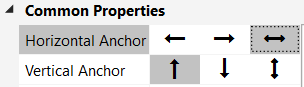 Common Properties
Horizontal Anchor
Vertical Anchor